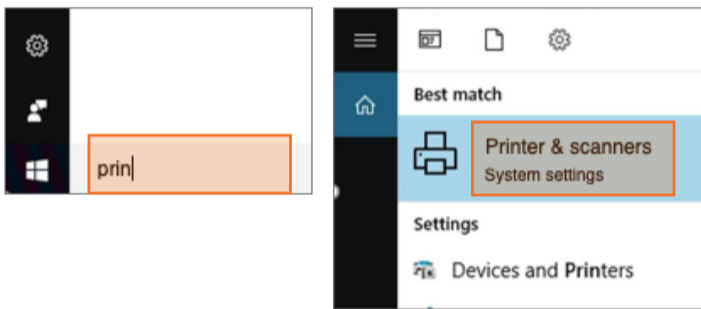 prin
Best match
Printer & scanners
System settings
Settings
Devices and Printers